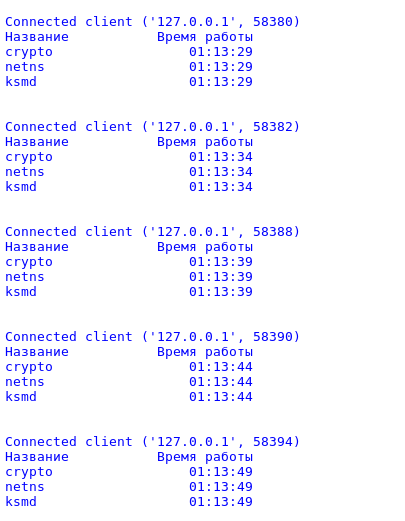 Connected client ('127.0.0.1', 58380)
Название           Время работы
crypto                 01:13:29
netns                  01:13:29
ksmd                   01:13:29
Connected client ('127.0.0.1', 58382)
Название           Время работы
crypto                 01:13:34
netns                  01:13:34
ksmd                   01:13:34
Connected client ('127.0.0.1', 58388)
Название           Время работы
crypto                 01:13:39
netns                  01:13:39
ksmd                   01:13:39
Connected client ('127.0.0.1', 58390)
Название           Время работы
crypto                 01:13:44
netns                  01:13:44
ksmd                   01:13:44
Connected client ('127.0.0.1', 58394)
Название           Время работы
crypto                 01:13:49
netns                  01:13:49
ksmd                   01:13:49